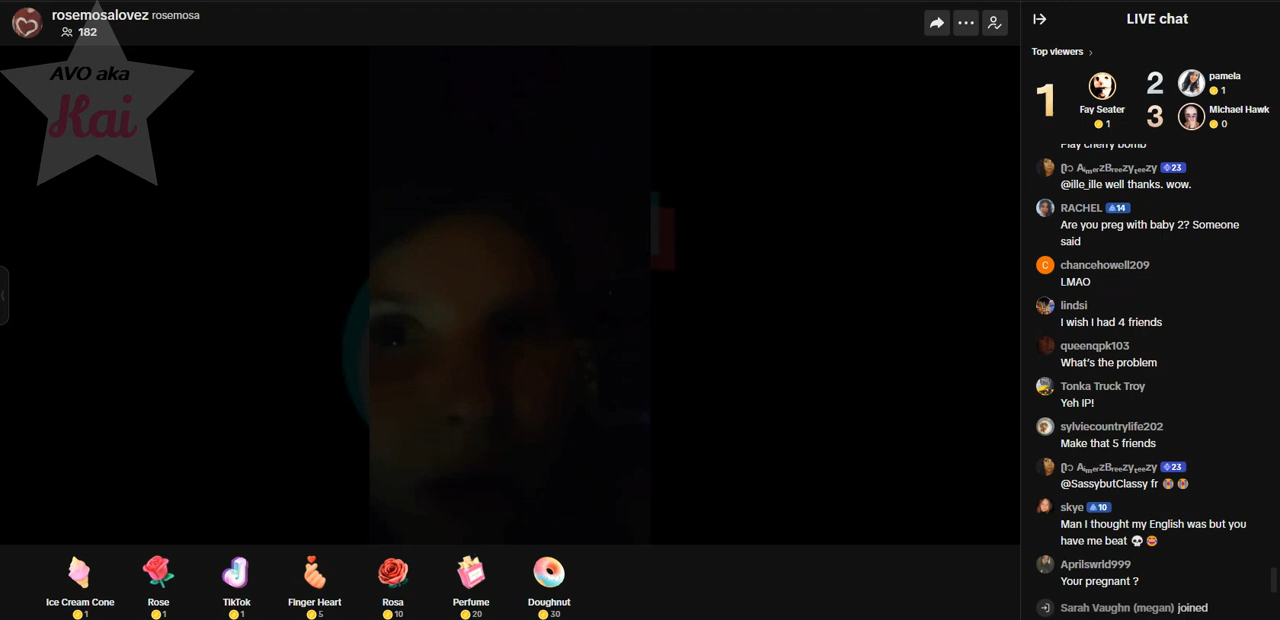 rosemosalovez rosemosa
182
AVO aka
Kai
LIVE chat
Top viewers
1
Fay Seater
1
2
pamela
1
3
Michael Hawk
0
Play cherry bomb
23
@ille_ille well thanks. wow.
RACHEL 14
Are you preg with baby 2? Someone
said
C
chancehowell209
LMAO
lindsi
I wish I had 4 friends
queenqpk103
What's the problem
Tonka Truck Troy
Yeh IP!
sylviecountrylife202
Make that 5 friends
23
@SassybutClassy fr
skye 10
Man I thought my English was but you
have me beat
Aprilswrld999
Your pregnant ?
Sarah Vaughn (megan) joined
Ice Cream Cone
1
Rose
1
TikTok
1
Finger Heart
5
Rosa
10
Perfume
20
Doughnut
30